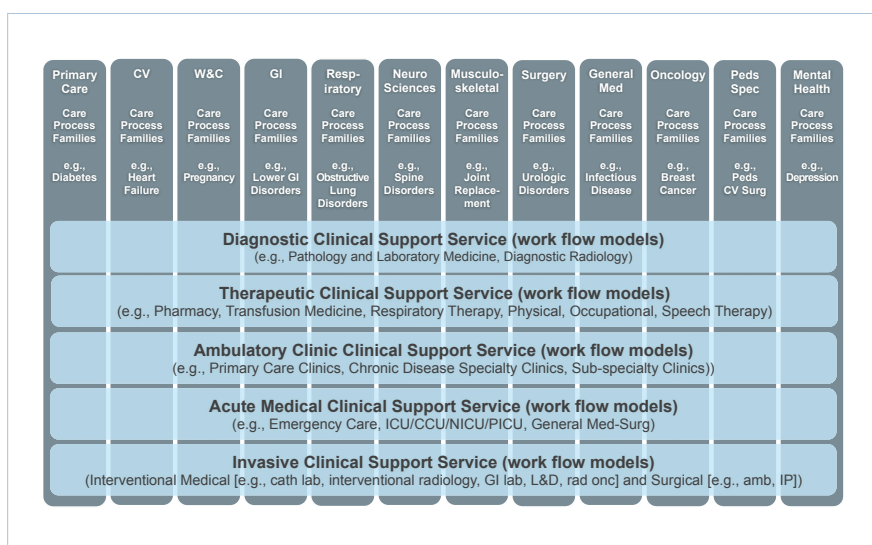 Primary
Care
Care
Process
Families
e.g.,
Diabetes
CV
Care
Process
Families
e.g.,
Heart
Failure
W&C
Care
Process
Families
e.g.,
Pregnancy
GI
Care
Process
Families
e.g.,
Lower GI
Disorders
Resp-
iratory
Care
Process
Families
e.g.,
Obstructive
Lung
Disorders
Neuro
Sciences
Care
Process
Families
e.g.,
Spine
Disorders
Musculo-
skeletal
Care
Process
Families
e.g.,
Joint
Replace-
ment
Surgery
Care
Process
Families
e.g.,
Urologic
Disorders
General
Med
Care
Process
Families
e.g.,
Infectious
Disease
Oncology
Care
Process
Families
e.g.,
Breast
Cancer
Peds
Spec
Care
Process
Families
e.g.,
Peds
CV Surg
Mental
Health
Care
Process
Families
e.g.,
Depression
Diagnostic Clinical Support Service (work flow models)
(e.g., Pathology and Laboratory Medicine, Diagnostic Radiology)
Therapeutic Clinical Support Service (work flow models)
(e.g., Pharmacy, Transfusion Medicine, Respiratory Therapy, Physical, Occupational, Speech Therapy)
Ambulatory Clinic Clinical Support Service (work flow models)
(e.g., Primary Care Clinics, Chronic Disease Specialty Clinics, Sub-specialty Clinics))
Acute Medical Clinical Support Service (work flow models)
(e.g., Emergency Care, ICU/CCU/NICU/PICU, General Med-Surg)
Invasive Clinical Support Service (work flow models)
(Interventional Medical [e.g., cath lab, interventional radiology, GI lab, L&D, rad onc] and Surgical [e.g., amb, IP])